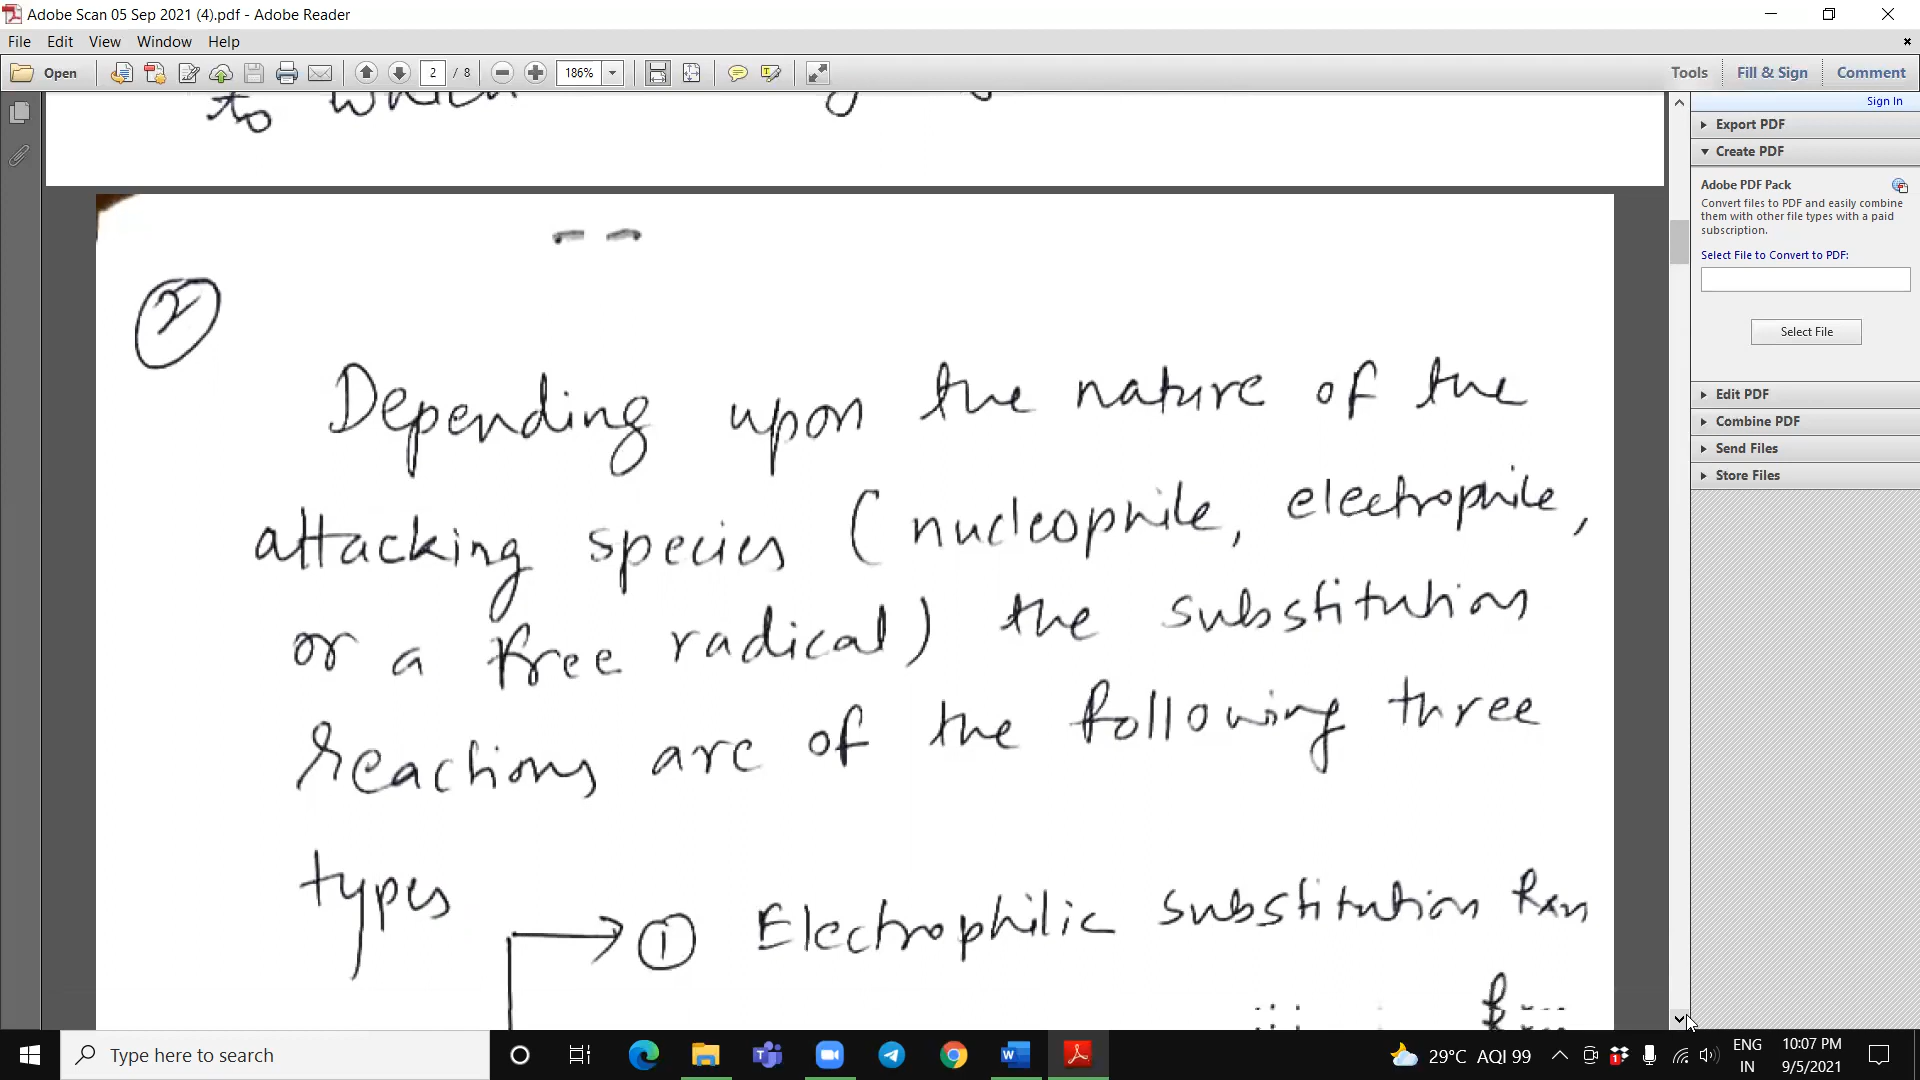 Adobe Scan 05 Sep 2021 (4).pdf - Adobe Reader
File Edit View Window Help
Open 2 / 8 186% Tools Fill & Sign Comment
to which
Sign In
Export PDF
Create PDF
Adobe PDF Pack
Convert files to PDF and easily combine
them with other file types with a paid
subscription.
Select File to Convert to PDF:
Select File
Edit PDF
Combine PDF
Send Files
Store Files
2
Depending upon the nature of the
attacking species (nucleophile, electrophile,
or a free radical) the substitution
reactions are of the following three
types
1 Electrophilic substitution Rxn
Type here to search
29°C AQI 99
ENG
IN
10:07 PM
9/5/2021